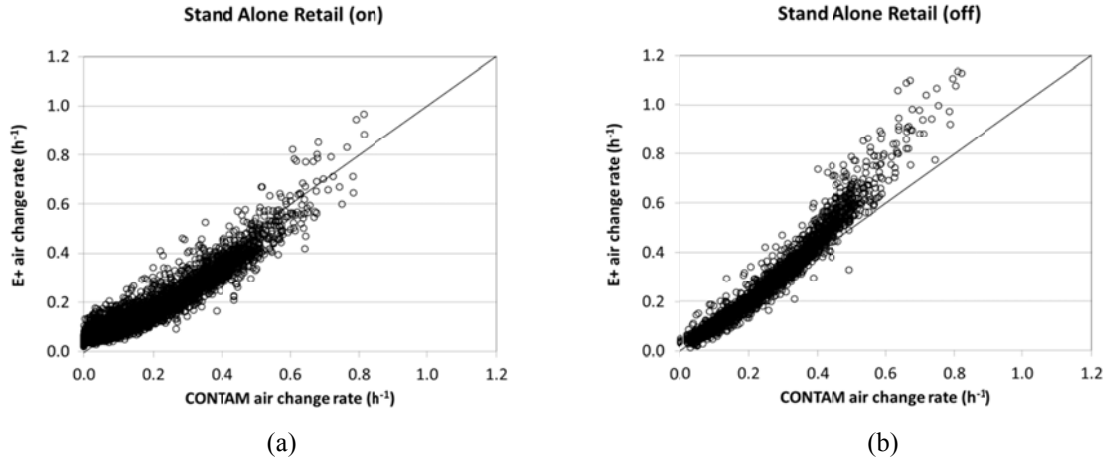 Stand Alone Retail (on)
1.2
1.0
0.8
0.6
0.4
0.2
0.0
E+ air change rate (h⁻¹)
0.0 0.2 0.4 0.6 0.8 1.0 1.2
CONTAM air change rate (h⁻¹)
(a)
Stand Alone Retail (off)
1.2
1.0
0.8
0.6
0.4
0.2
0.0
E+ air change rate (h⁻¹)
0.0 0.2 0.4 0.6 0.8 1.0 1.2
CONTAM air change rate (h⁻¹)
(b)